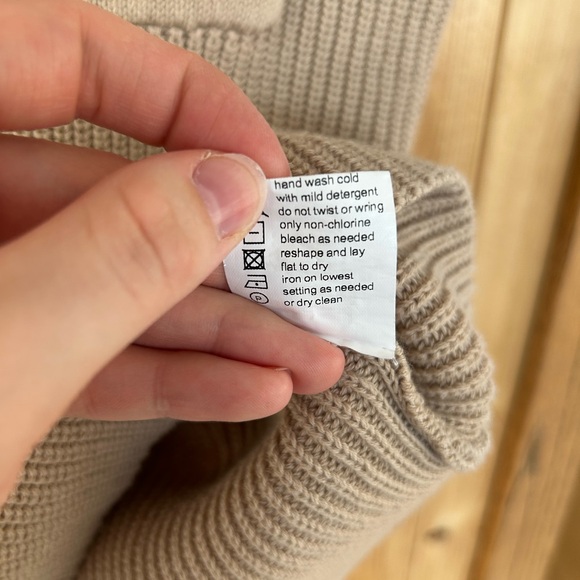 hand wash cold
with mild detergent
do not twist or wring
only non-chlorine
bleach as needed
reshape and lay
flat to dry
iron on lowest
setting as needed
or dry clean